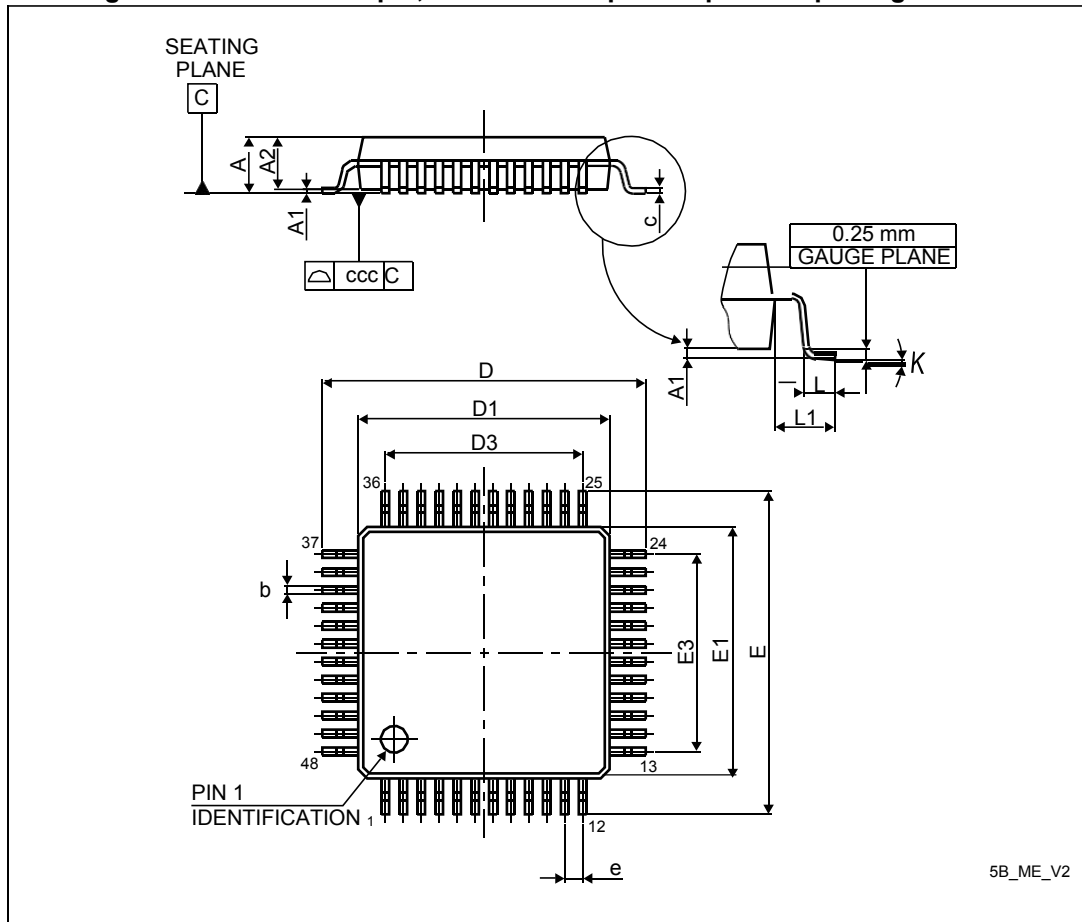 SEATING
PLANE
C
A
A2
A1
c
ccc C
0.25 mm
GAUGE PLANE
A1
K
L
L1
D
D1
D3
36
25
37
24
b
E3
E1
E
48
13
PIN 1
IDENTIFICATION 1
12
e
5B_ME_V2